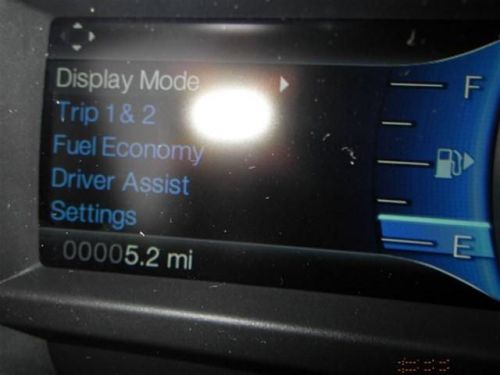 Display Mode
F
Trip 1 & 2
Fuel Economy
Driver Assist
Settings
E
00005.2 mi